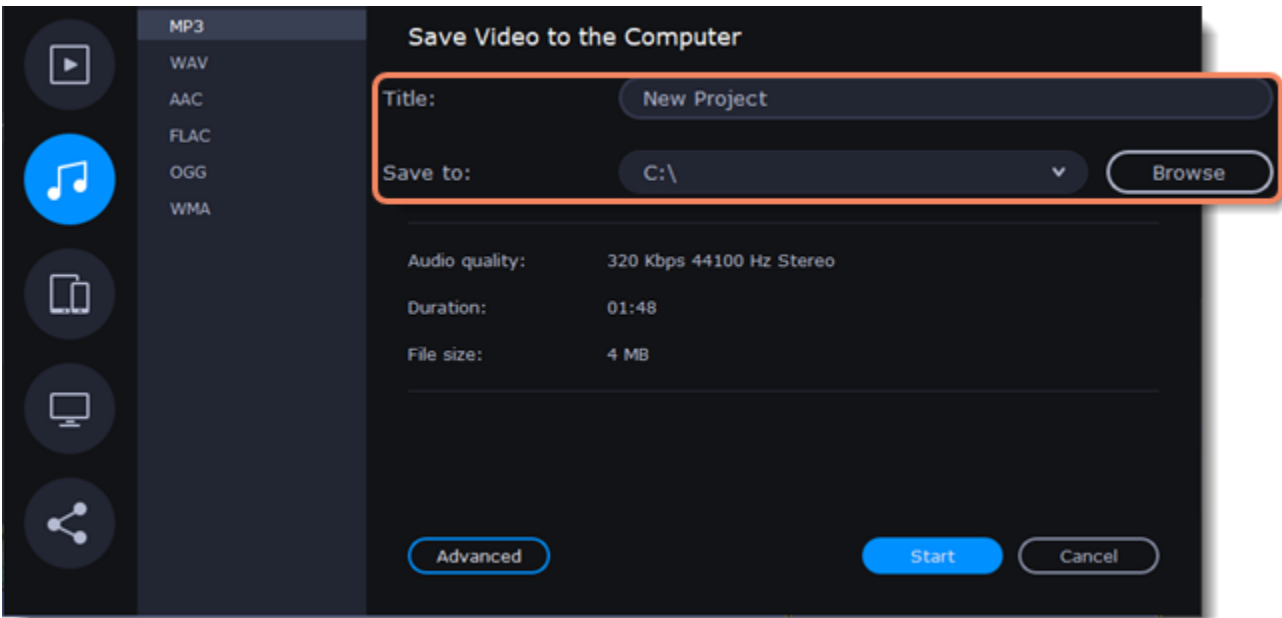 MP3
WAV
AAC
FLAC
OGG
WMA
Save Video to the Computer
Title: New Project
Save to: C:\ Browse
Audio quality: 320 Kbps 44100 Hz Stereo
Duration: 01:48
File size: 4 MB
Advanced Start Cancel